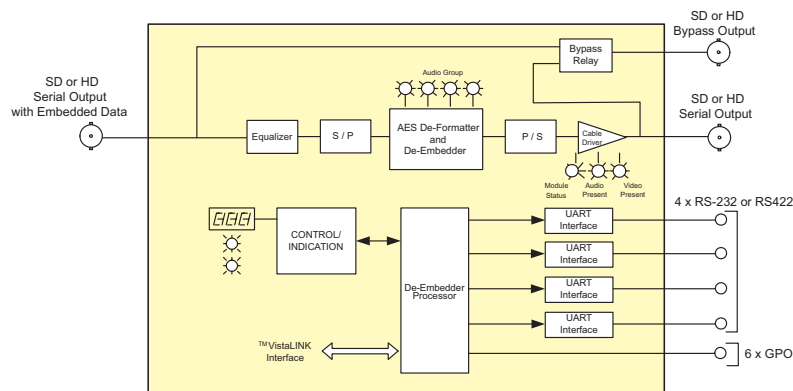 SD or HD
Bypass Output
Bypass
Relay
SD or HD
Serial Output
with Embedded Data
Audio Group
SD or HD
Serial Output
Equalizer
S / P
AES De-Formatter
and
De-Embedder
P / S
Cable
Driver
Module
Status
Audio
Present
Video
Present
4 x RS-232 or RS422
UART
Interface
CONTROL/
INDICATION
UART
Interface
De-Embedder
Processor
UART
Interface
UART
Interface
™VistaLINK
Interface
6 x GPO